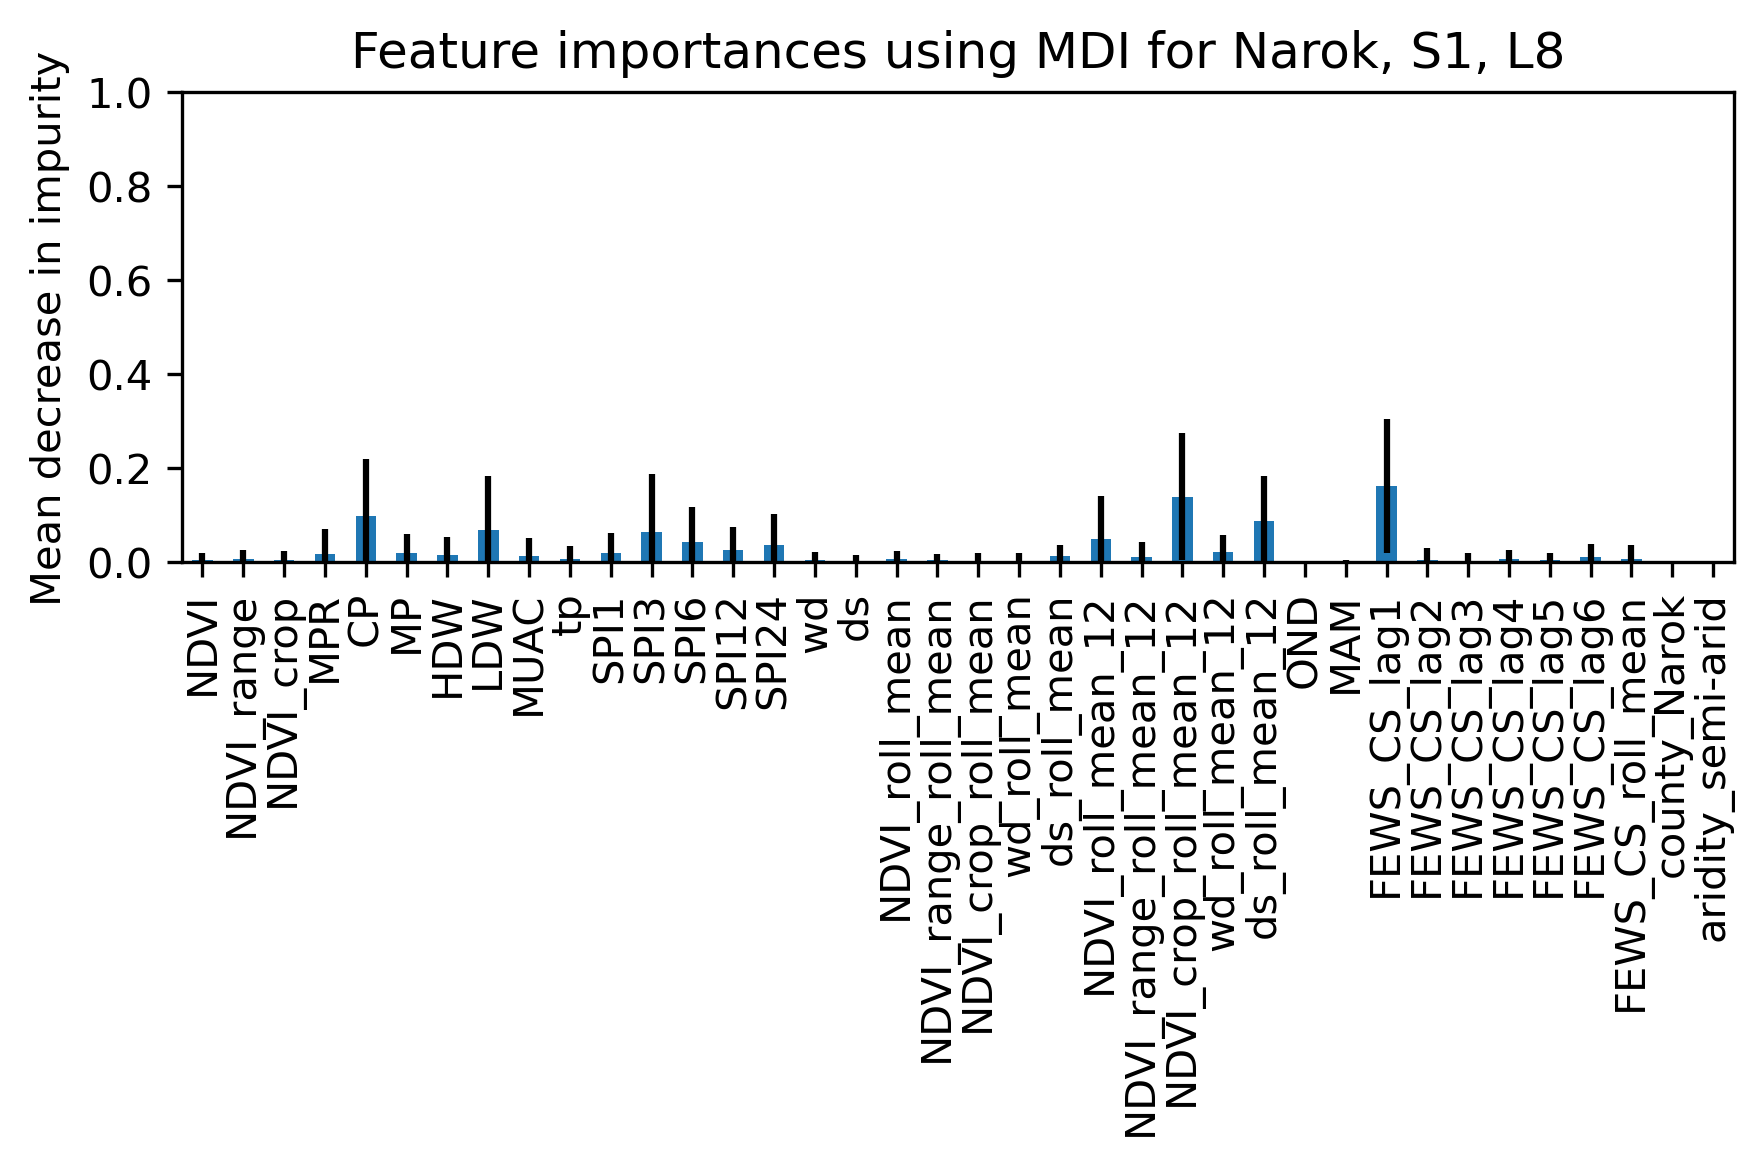 Feature importances using MDI for Narok, S1, L8
Mean decrease in impurity
1.0
0.8
0.6
0.4
0.2
0.0
NDVI
NDVI_range
NDVI_crop
MPR
CP
MP
HDW
LDW
MUAC
tp
SPI1
SPI3
SPI6
SPI12
SPI24
wd
ds
NDVI_roll_mean
NDVI_range_roll_mean
NDVI_crop_roll_mean
wd_roll_mean
ds_roll_mean
NDVI_roll_mean_12
NDVI_range_roll_mean_12
NDVI_crop_roll_mean_12
wd_roll_mean_12
ds_roll_mean_12
OND
MAM
FEWS_CS_lag1
FEWS_CS_lag2
FEWS_CS_lag3
FEWS_CS_lag4
FEWS_CS_lag5
FEWS_CS_lag6
FEWS_CS_roll_mean
county_Narok
aridity_semi-arid